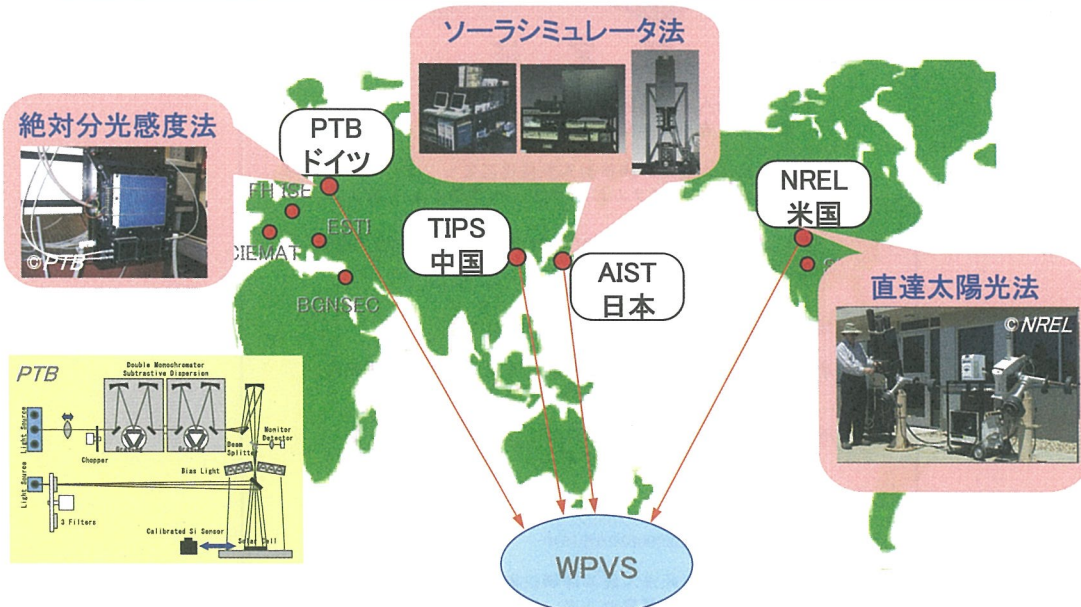 ソーラシミュレータ法
絶対分光感度法
©PTB
PTB
ドイツ
FH ISE
CIEMAT
ESTI
BGNSEO
TIPS
中国
AIST
日本
NREL
米国
直達太陽光法
©NREL
PTB
Double Monochromator
Subtractive Dispersion
Light Source
Chopper
Grating
Grating
Beam
Splitter
Monitor
Detector
Bias Light
Light Source
3 Filters
Calibrated Si Sensor
Solar Cell
WPVS